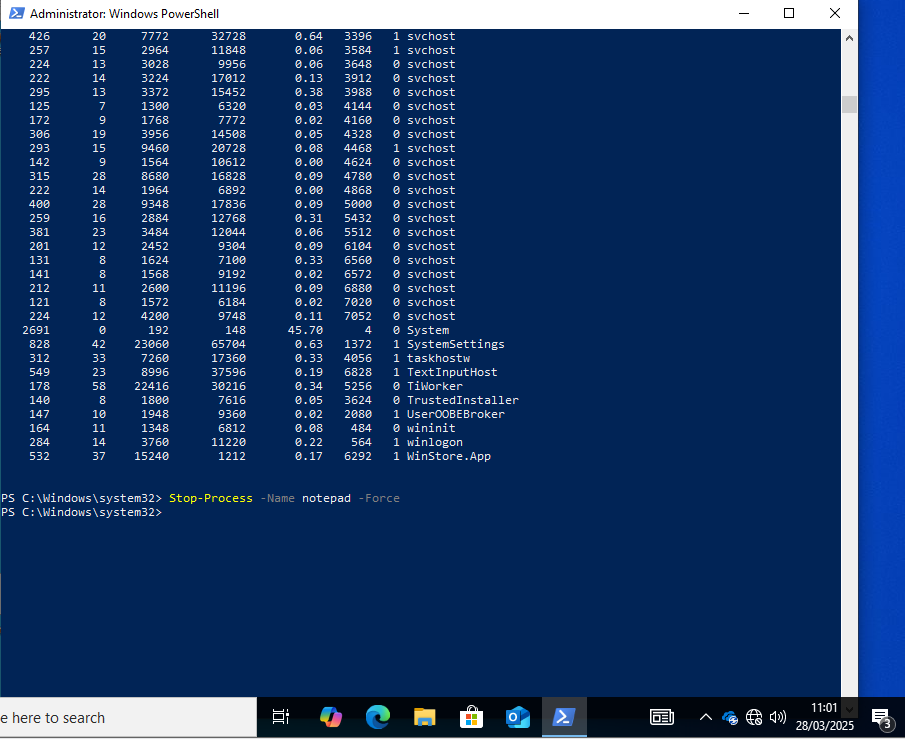 Administrator: Windows PowerShell
426 20 7772 32728 0.64 3396 1 svchost
257 15 2964 11848 0.06 3584 1 svchost
224 13 3028 9956 0.06 3648 0 svchost
222 14 3224 17012 0.13 3912 0 svchost
295 13 3372 15452 0.38 3988 0 svchost
125 7 1300 6320 0.03 4144 0 svchost
172 9 1768 7772 0.02 4160 0 svchost
306 19 3956 14508 0.05 4328 0 svchost
293 15 9460 20728 0.08 4468 1 svchost
142 9 1564 10612 0.00 4624 0 svchost
315 28 8680 16828 0.09 4780 0 svchost
222 14 1964 6892 0.00 4868 0 svchost
400 28 9348 17836 0.09 5000 0 svchost
259 16 2884 12768 0.31 5432 0 svchost
381 23 3484 12044 0.06 5512 0 svchost
201 12 2452 9304 0.09 6104 0 svchost
131 8 1624 7100 0.33 6560 0 svchost
141 8 1568 9192 0.02 6572 0 svchost
212 11 2600 11196 0.09 6880 0 svchost
121 8 1572 6184 0.02 7020 0 svchost
224 12 4200 9748 0.11 7052 0 svchost
2691 0 192 148 45.70 4 0 System
828 42 23060 65704 0.63 1372 1 SystemSettings
312 33 7260 17360 0.33 4056 1 taskhostw
549 23 8996 37596 0.19 6828 1 TextInputHost
178 58 22416 30216 0.34 5256 0 TiWorker
140 8 1800 7616 0.05 3624 0 TrustedInstaller
147 10 1948 9360 0.02 2080 1 UserOOBEBroker
164 11 1348 6812 0.08 484 0 wininit
284 14 3760 11220 0.22 564 1 winlogon
532 37 15240 1212 0.17 6292 1 WinStore.App
PS C:\Windows\system32> Stop-Process -Name notepad -Force
PS C:\Windows\system32>
e here to search
11:01
28/03/2025
3